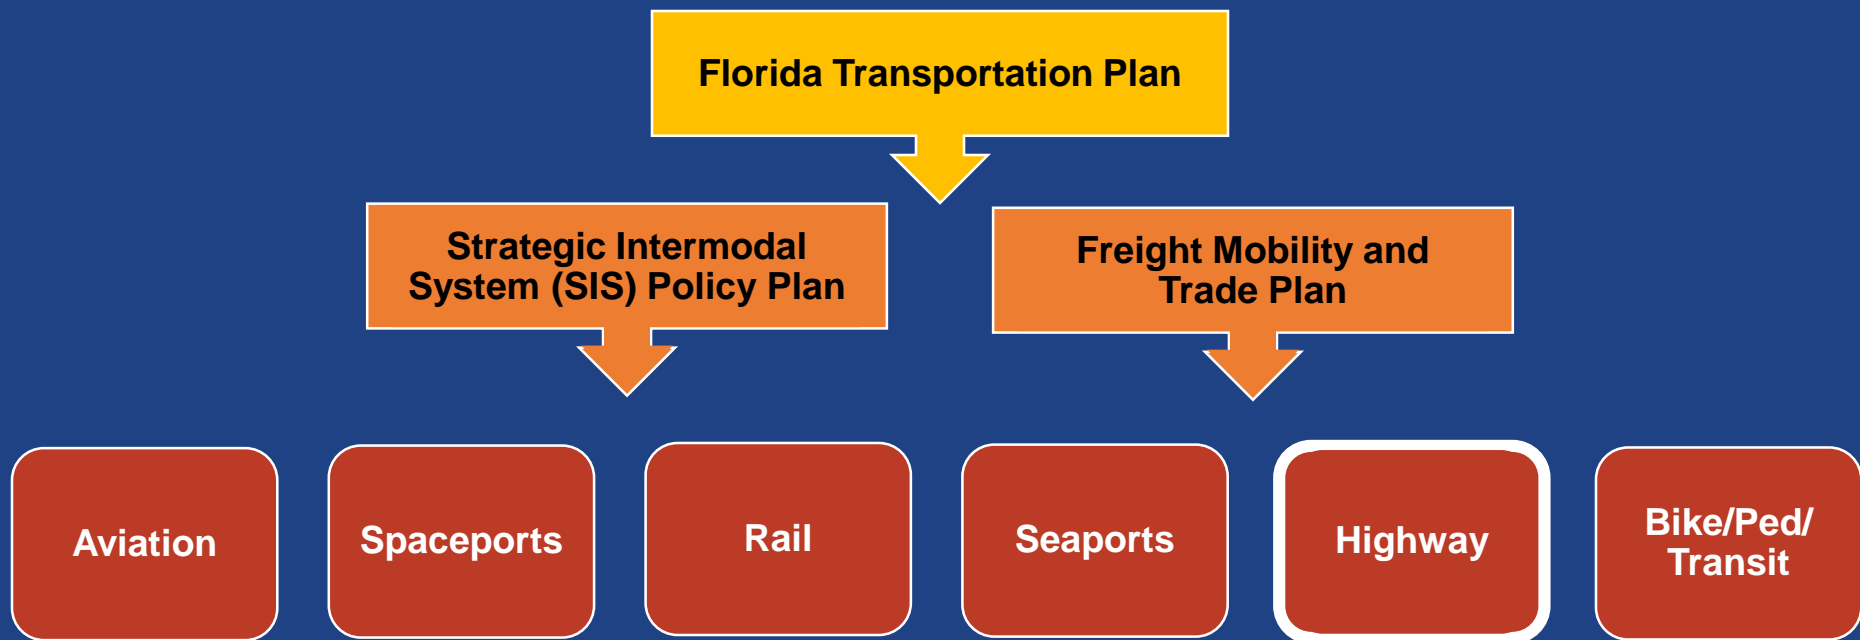 Florida Transportation Plan
Strategic Intermodal
System (SIS) Policy Plan
Freight Mobility and
Trade Plan
Aviation
Spaceports
Rail
Seaports
Highway
Bike/Ped/
Transit